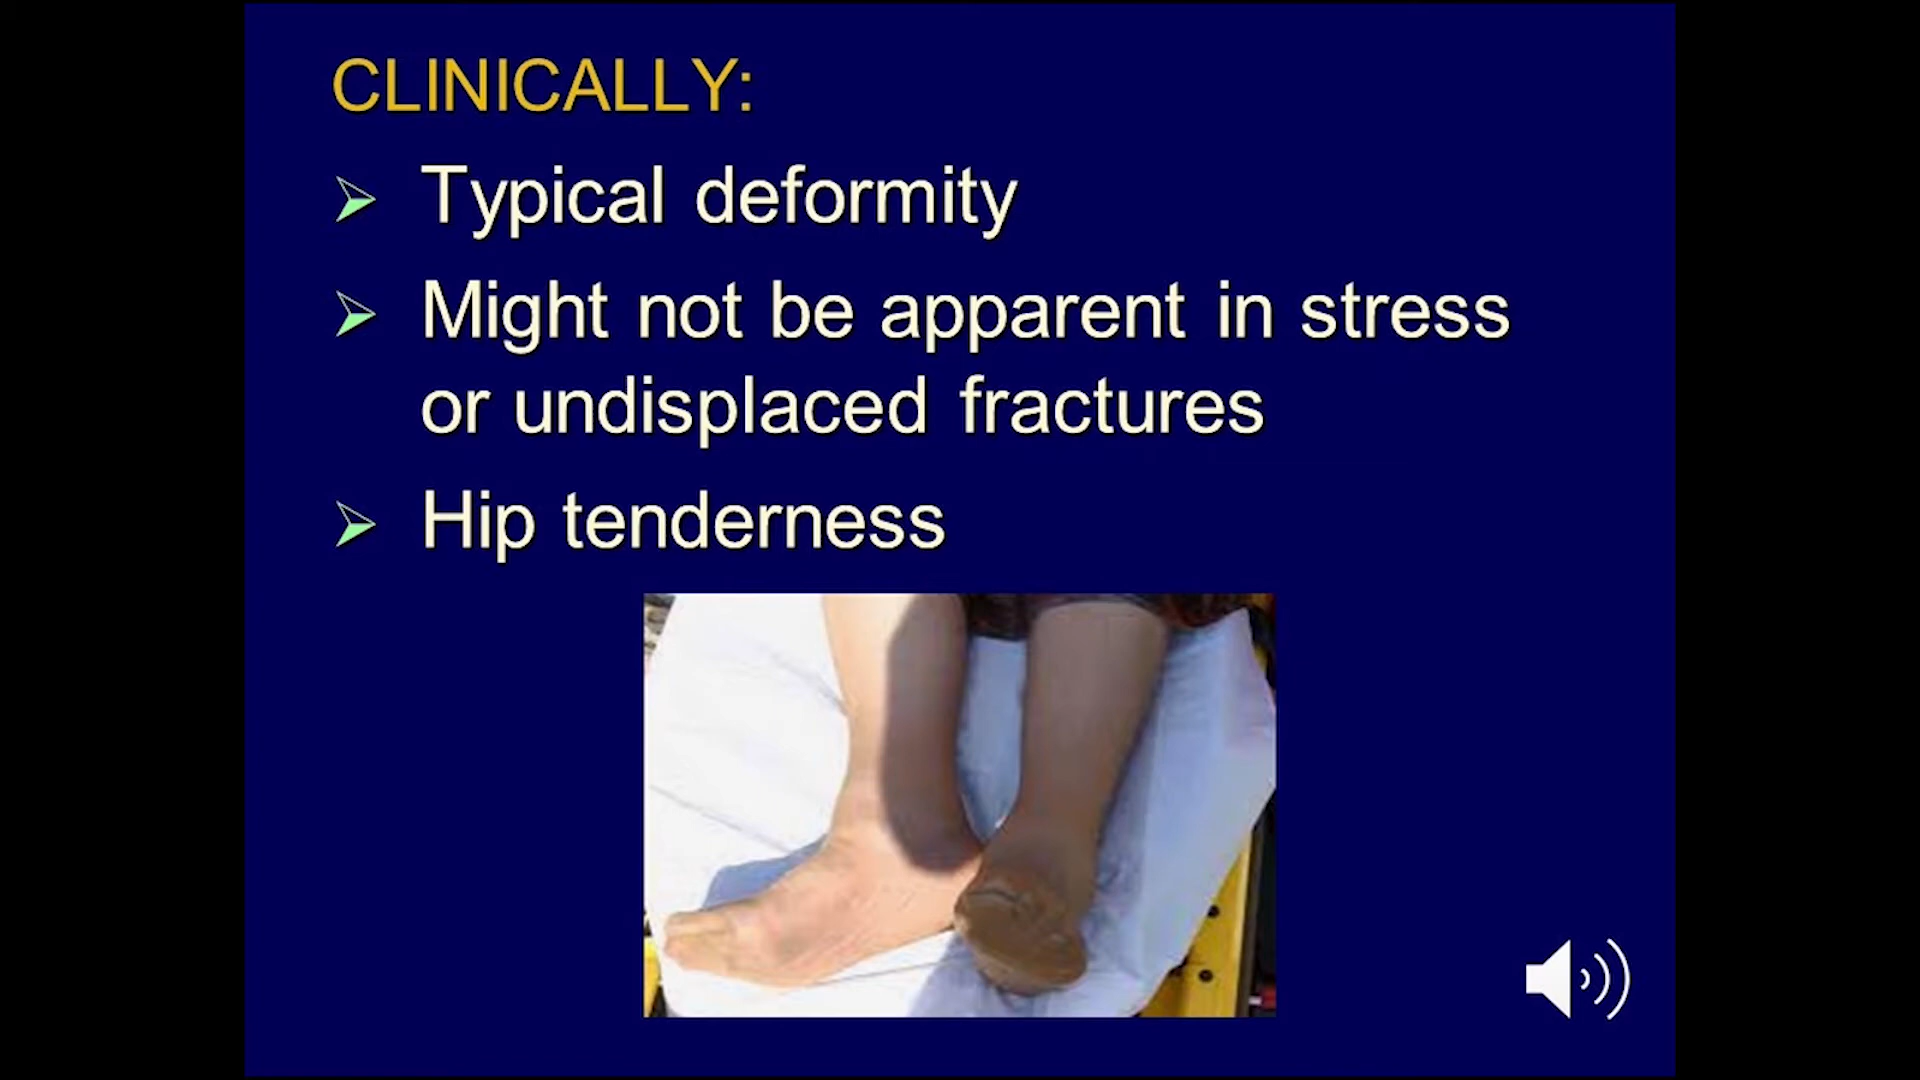 CLINICALLY:
Typical deformity
Might not be apparent in stress
or undisplaced fractures
Hip tenderness